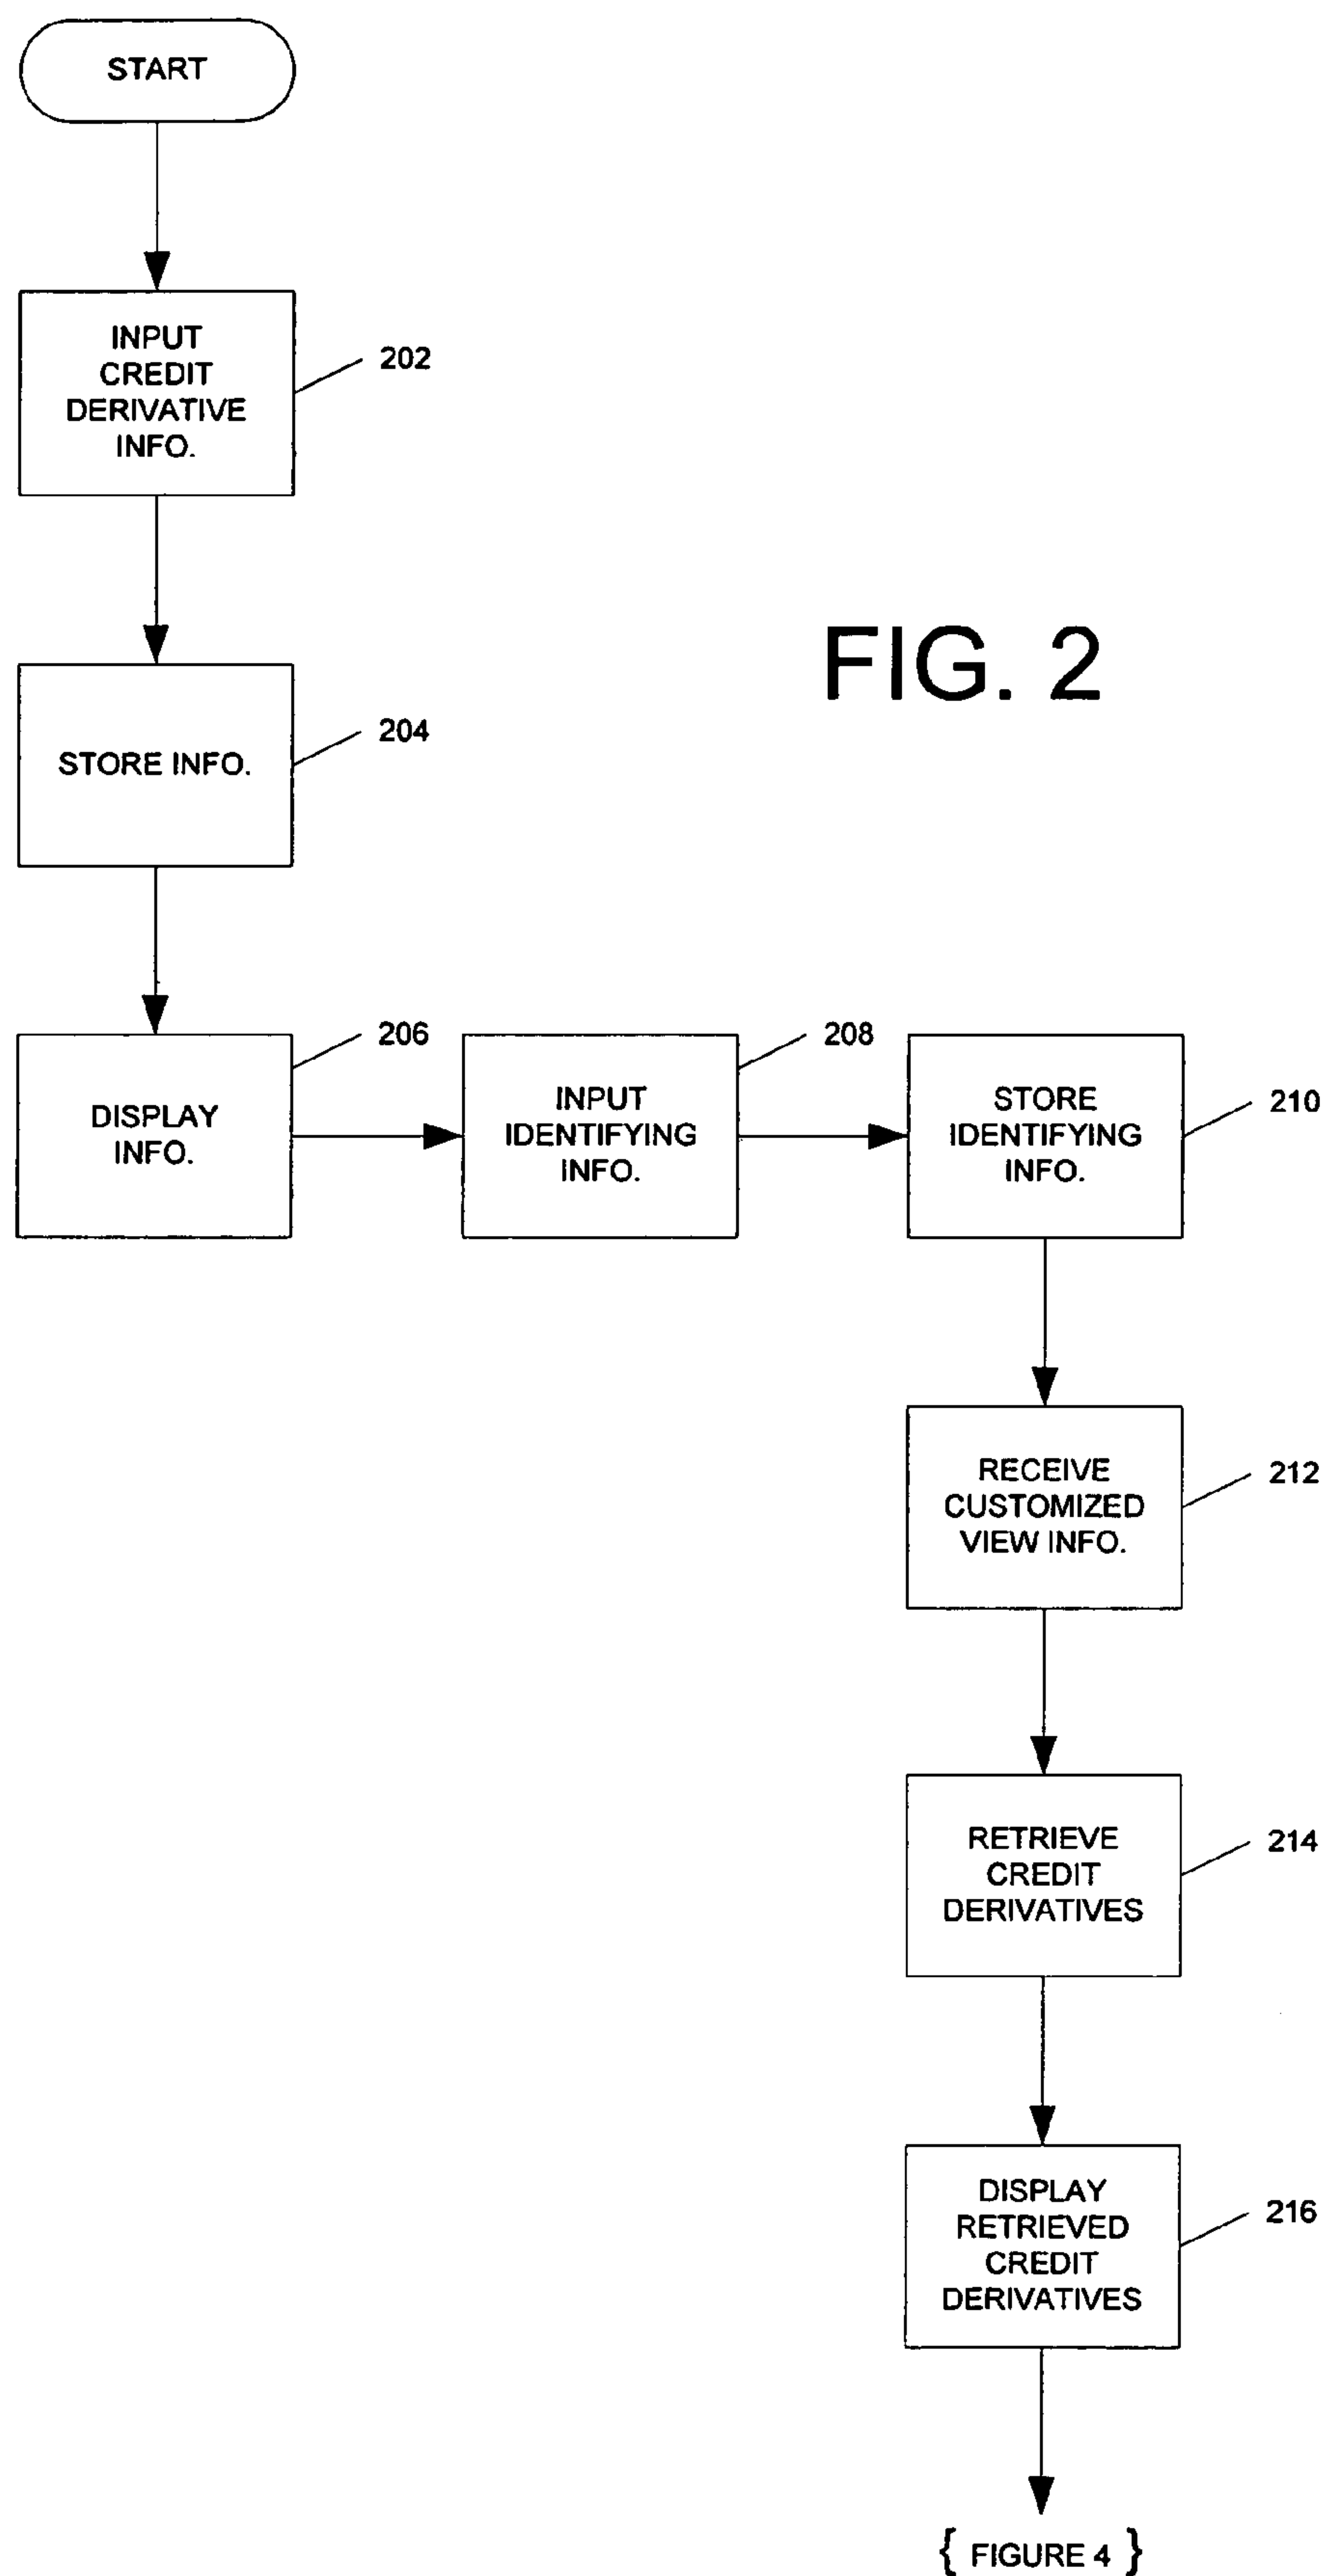 START
INPUT
CREDIT
DERIVATIVE
INFO.
202
FIG. 2
STORE INFO.
204
DISPLAY
INFO.
206
INPUT
IDENTIFYING
INFO.
208
STORE
IDENTIFYING
INFO.
210
RECEIVE
CUSTOMIZED
VIEW INFO.
212
RETRIEVE
CREDIT
DERIVATIVES
214
DISPLAY
RETRIEVED
CREDIT
DERIVATIVES
216
{ FIGURE 4 }